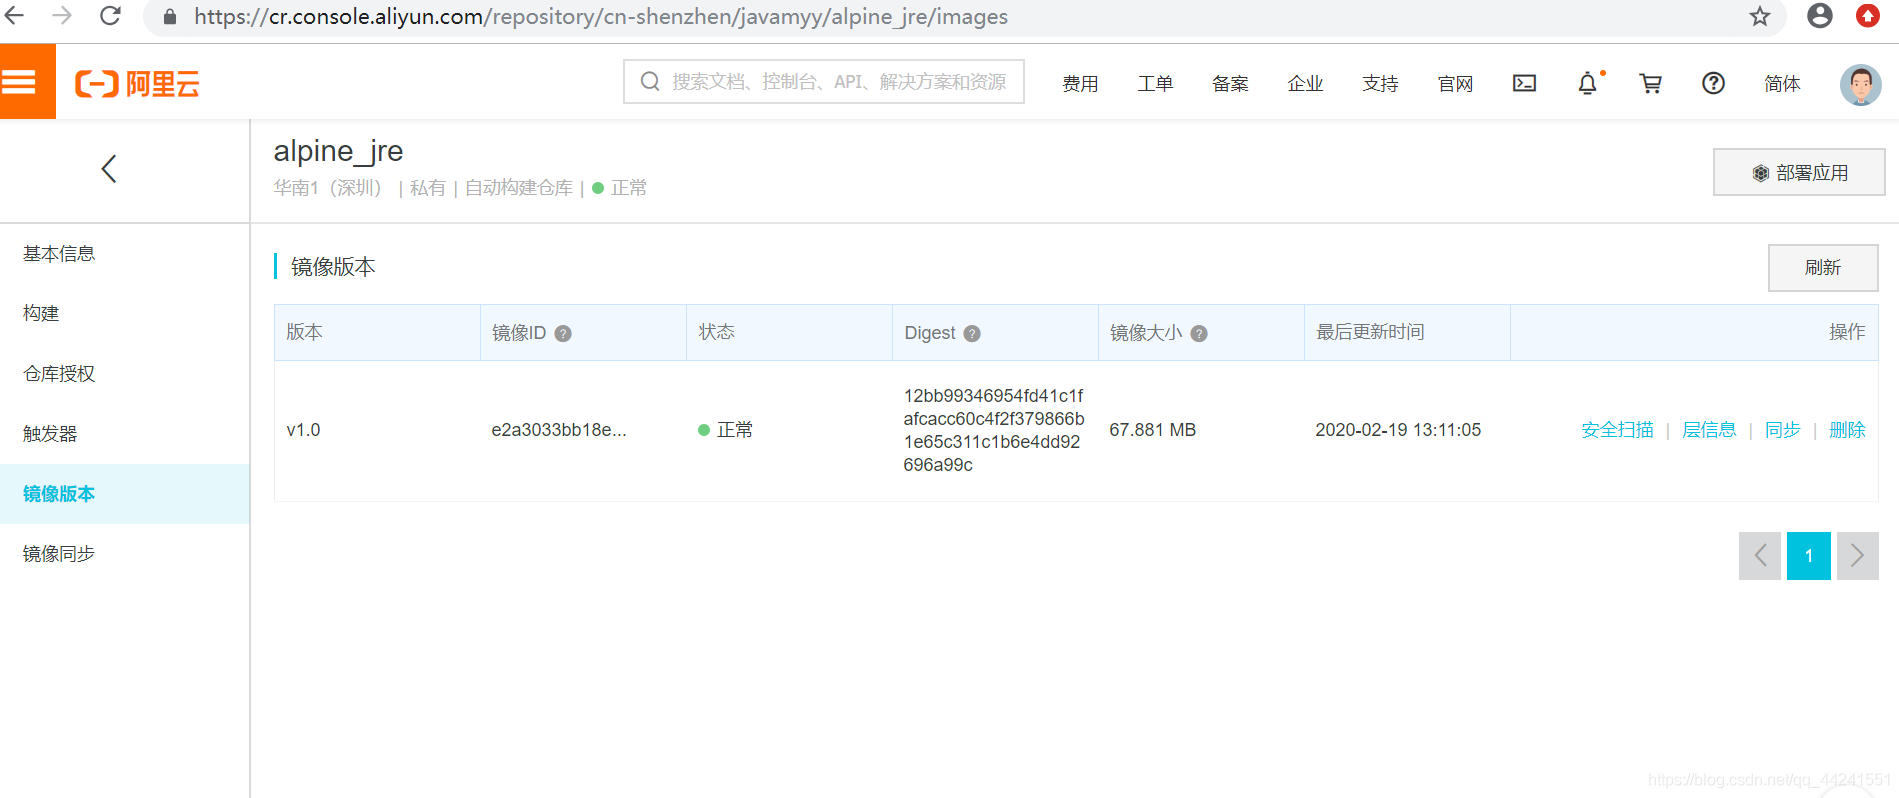 https://cr.console.aliyun.com/repository/cn-shenzhen/javamyy/alpine_jre/images
阿里云
搜索文档、控制台、API、解决方案和资源
费用
工单
备案
企业
支持
官网
简体
alpine_jre
华南1（深圳） | 私有 | 自动构建仓库 | 正常
部署应用
基本信息
构建
仓库授权
触发器
镜像版本
镜像同步
镜像版本
刷新
版本 镜像ID ? 状态 Digest ? 镜像大小 ? 最后更新时间 操作
v1.0
e2a3033bb18e...
正常
12bb99346954fd41c1f
afcacc60c4f2f379866b
1e65c311c1b6e4dd92
696a99c
67.881 MB
2020-02-19 13:11:05
安全扫描 | 层信息 | 同步 | 删除
1
https://blog.csdn.net/qq_44241551